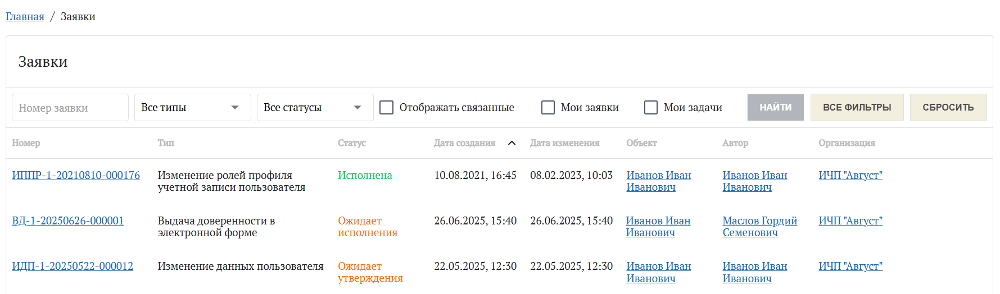 Главная / Заявки
Заявки
Номер заявки Все типы Все статусы Отображать связанные Мои заявки Мои задачи НАЙТИ ВСЕ ФИЛЬТРЫ СБРОСИТЬ
Номер Тип Статус Дата создания Дата изменения Объект Автор Организация
ИППР-1-20210810-000176 Изменение ролей профиля Исполнена 10.08.2021, 16:45 08.02.2023, 10:03 Иванов Иван Иванов Иван ИЧП "Август"
учетной записи пользователя Иванович Иванович
ВД-1-20250626-000001 Выдача доверенности в Ожидает 26.06.2025, 15:40 26.06.2025, 15:40 Иванов Иван Маслов Гордий ИЧП "Август"
электронной форме исполнения Иванович Семенович
ИДП-1-20250522-000012 Изменение данных пользователя Ожидает 22.05.2025, 12:30 22.05.2025, 12:30 Иванов Иван Иванов Иван ИЧП "Август"
утверждения Иванович Иванович